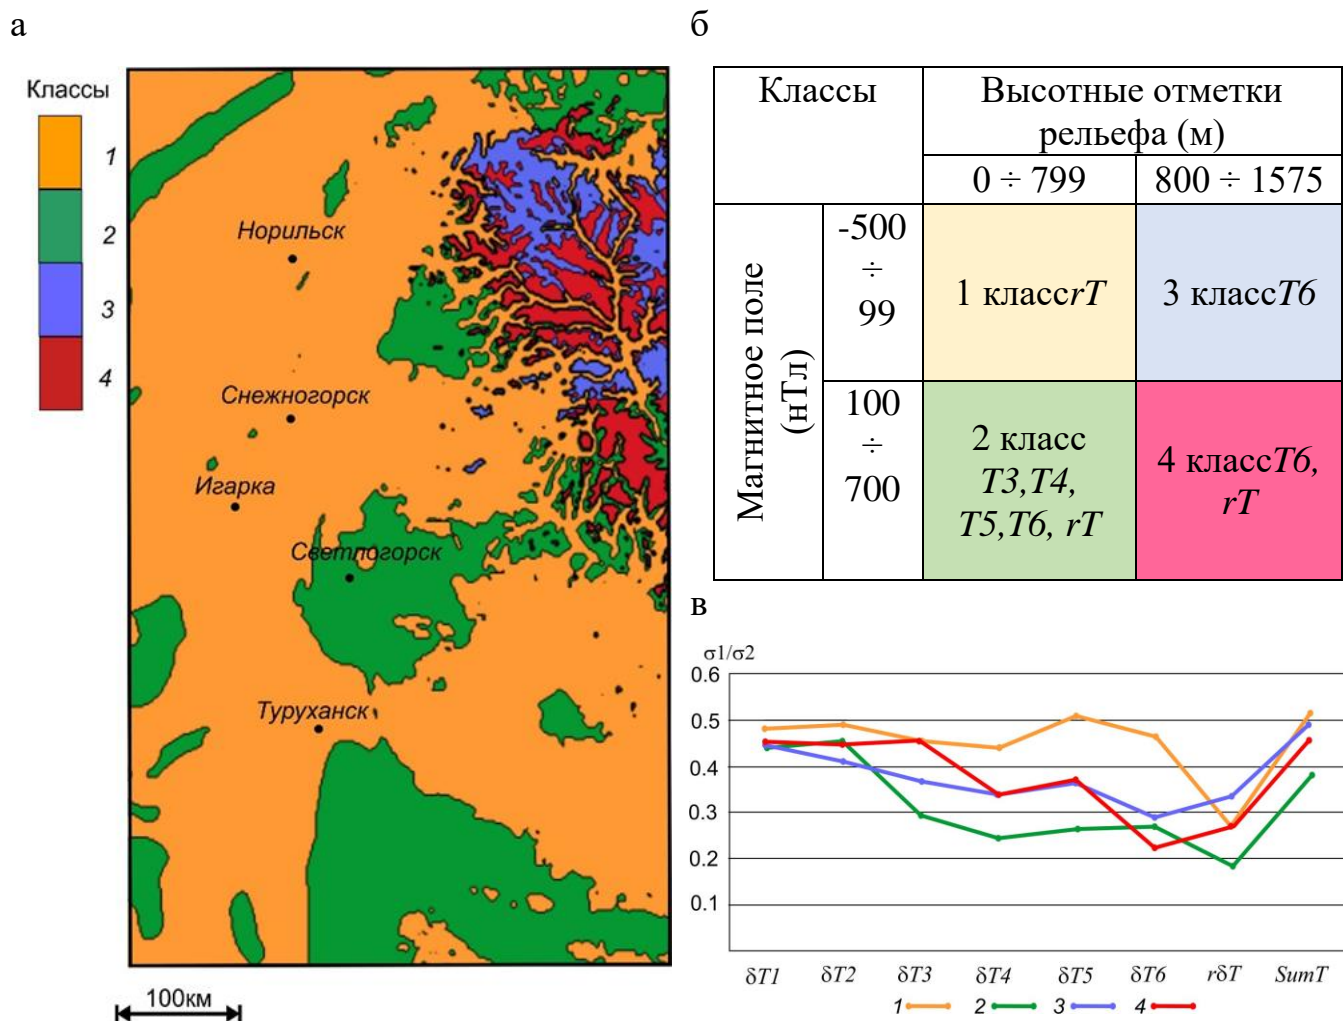 а
Классы
1
2
3
4
Норильск
Снежногорск
Игарка
Светлогорск
Туруханск
100км
б
Классы
Высотные отметки
рельефа (м)
0 ÷ 799
800 ÷ 1575
Магнитное поле
(нТл)
-500
÷
99
1 классrT
3 классT6
100
÷
700
2 класс
T3,T4,
T5,T6, rT
4 классT6,
rT
в
σ1/σ2
0.6
0.5
0.4
0.3
0.2
0.1
δT1 δT2 δT3 δT4 δT5 δT6 rδT SumT
1 2 3 4